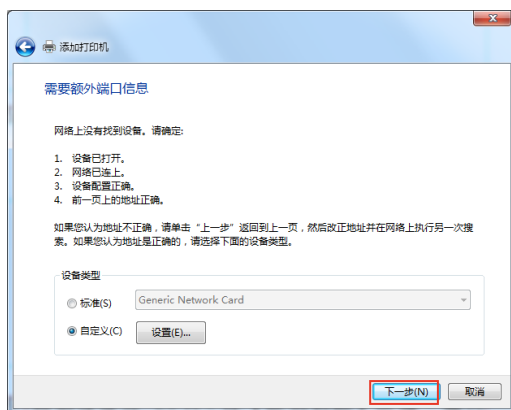 添加打印机
需要额外端口信息
网络上没有找到设备。请确定:
1. 设备已打开。
2. 网络已连上。
3. 设备配置正确。
4. 前一页上的地址正确。
如果您认为地址不正确，请单击“上一步”返回到上一页，然后改正地址并在网络上执行另一次搜
索。如果您认为地址是正确的，请选择下面的设备类型。
设备类型
标准(S) Generic Network Card
自定义(C) 设置(E)...
下一步(N) 取消